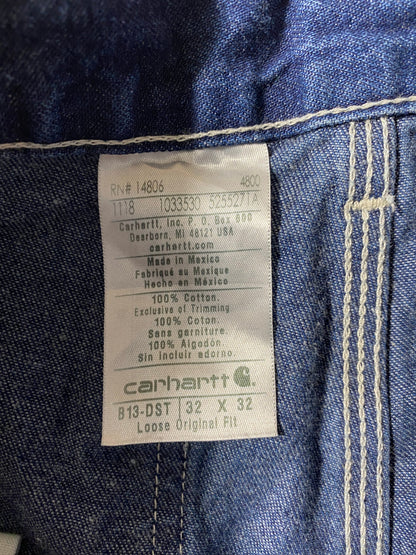 RN# 14806 4800
1118 1033530 5255271A
Carhartt, Inc. P. O. Box 600
Dearborn, MI 48121 USA
carhartt.com
Made in Mexico
Fabriqué au Mexique
Hecho en México
100% Cotton.
Exclusive of Trimming
100% Coton.
Sans garniture.
100% Algodón.
Sin incluir adorno.
carhartt
B13-DST 32 X 32
Loose Original Fit